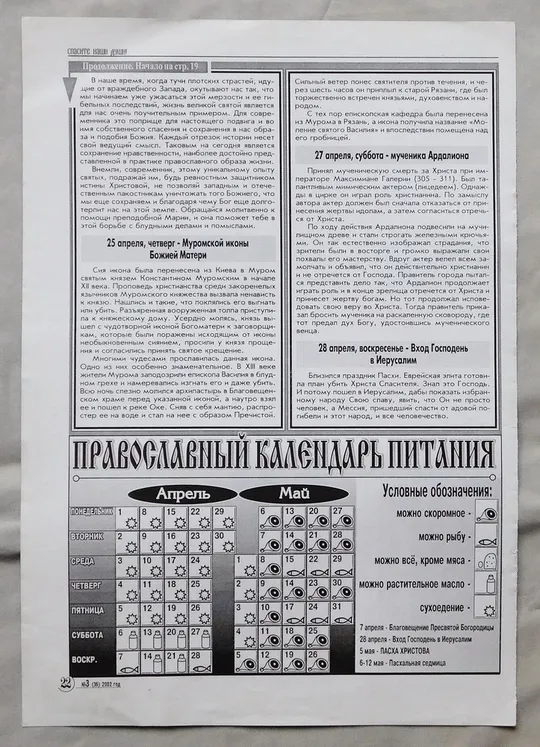 спасите наши души
Продолжение. Начало на стр. 19
В наше время, когда тучи плотских страстей, иду-
щие от враждебного Запада, окутывают нас так, что
мы начинаем уже ужасаться этой мерзости и ее ги-
бельных последствий, жизнь великой святой является
для нас очень поучительным примером. Для совре-
менника это поприще для настоящего подвига и во
имя собственного спасения и сохранения в нас обра-
за и подобия Божия. Каждый отрезок истории несет
свой ведущий смысл. Таковым на сегодня является
сохранение нравственности, наиболее достойно пред-
ставленной в практике православного образа жизни.
Внемли, современник, этому уникальному опыту
святых, подражай им, будь ревностным защитником
истины Христовой, не позволяй западным и отече-
ственным пакостникам уничтожать того Божиего, что
мы еще сохраняем и благодаря чему Бог еще долго-
терпит нас на этой земле. Обращайся молитвенно к
помощи преподобной Марии, и она поможет тебе в
этой борьбе с блудными делами и помыслами.
25 апреля, четверг - Муромской иконы
Божией Матери
Сия икона была перенесена из Киева в Муром
святым князем Константином Муромским в начале
XII века. Проповедь христианства среди закоренелых
язычников Муромского княжества вызвала ненависть
к князю. Нашлись и такие, что поклялись его выгнать
или убить. Разъяренная вооруженная толпа приступи-
ла к княжескому дому. Усердно молясь, князь вы-
шел с чудотворной иконой Богоматери к заговорщи-
кам, которые были поражены исходящим от иконы
необыкновенным сиянием, просили у князя проще-
ния и согласились принять святое крещение.
Многими чудесами прославилась данная икона.
Одно из них особенно знаменательное. В XIII веке
жители Мурома заподозрили епископа Василия в блуд-
ном грехе и намеревались изгнать его и даже убить.
Всю ночь слезно молился архипастырь в Благовещен-
ском храме перед указанной иконой, а наутро взял
ее и пошел к реке Оке. Сняв с себя мантию, распрос-
тер ее на воде и стал на нее с образом Пречистой.
Сильный ветер понес святителя против течения, и че-
рез шесть часов он приплыл к старой Рязани, где был
торжественно встречен князьями, духовенством и на-
родом.
С тех пор епископская кафедра была перенесена
из Мурома в Рязань, а икона получила название «Мо-
ление святого Василия» и впоследствии помещена над
его гробницей.
27 апреля, суббота - мученика Ардалиона
Принял мученическую смерть за Христа при им-
ператоре Максимиане Галерии (305 - 311). Был та-
лантливым мимическим актером (лицедеем). Однаж-
ды в цирке он играл роль христианина. По замыслу
автора актер должен был сначала отказаться от при-
несения жертвы идолам, а затем согласиться отречь-
ся от Христа.
По ходу действия Ардалиона подвесили на мучи-
лищном древе и стали строгать железными крючья-
ми. Он так естественно изображал страдания, что
зрители были в восторге и громко выражали свои
похвалы его мастерству. Вдруг актер велел всем за-
молчать и объявил, что он действительно христианин
и не отречется от Господа. Правитель города пытал-
ся представить дело так, что Ардалион продолжает
играть роль и в конце зрелища отречется от Христа и
принесет жертву богам. Но тот продолжал испове-
довать свою веру во Христа. Тогда правитель прика-
зал бросить мученика на раскаленную сковороду, где
тот предал дух Богу, удостоившись мученического
венца.
28 апреля, воскресенье - Вход Господень
в Иерусалим
Близился праздник Пасхи. Еврейская элита готови-
ла план убить Христа Спасителя. Знал это Господь.
И потому пошел в Иерусалим, дабы показать избран-
ному народу Свою славу, явить, что Он не просто
человек, а Мессия, пришедший спасти от адовой по-
гибели и этот народ, и все человечество.
ПРАВОСЛАВНЫЙ КАЛЕНДАРЬ ПИТАНИЯ
Апрель Май Условные обозначения:
ПОНЕДЕЛЬНИК 1 8 15 22 29 6 13 20 27
ВТОРНИК 2 9 16 23 30 7 14 21 28
СРЕДА 3 10 17 24 1 8 15 22 29
ЧЕТВЕРГ 4 11 18 25 2 9 16 23 30
ПЯТНИЦА 5 12 19 26 3 10 17 24 31
СУББОТА 6 13 20 27 4 11 18 25
ВОСКР. 7 14 21 28 5 12 19 26
можно скоромное -
можно рыбу -
можно всё, кроме мяса -
можно растительное масло -
сухоедение -
7 апреля - Благовещение Пресвятой Богородицы
28 апреля - Вход Господень в Иерусалим
5 мая - ПАСХА ХРИСТОВА
6-12 мая - Пасхальная седмица
22 №3 (35) 2002 год